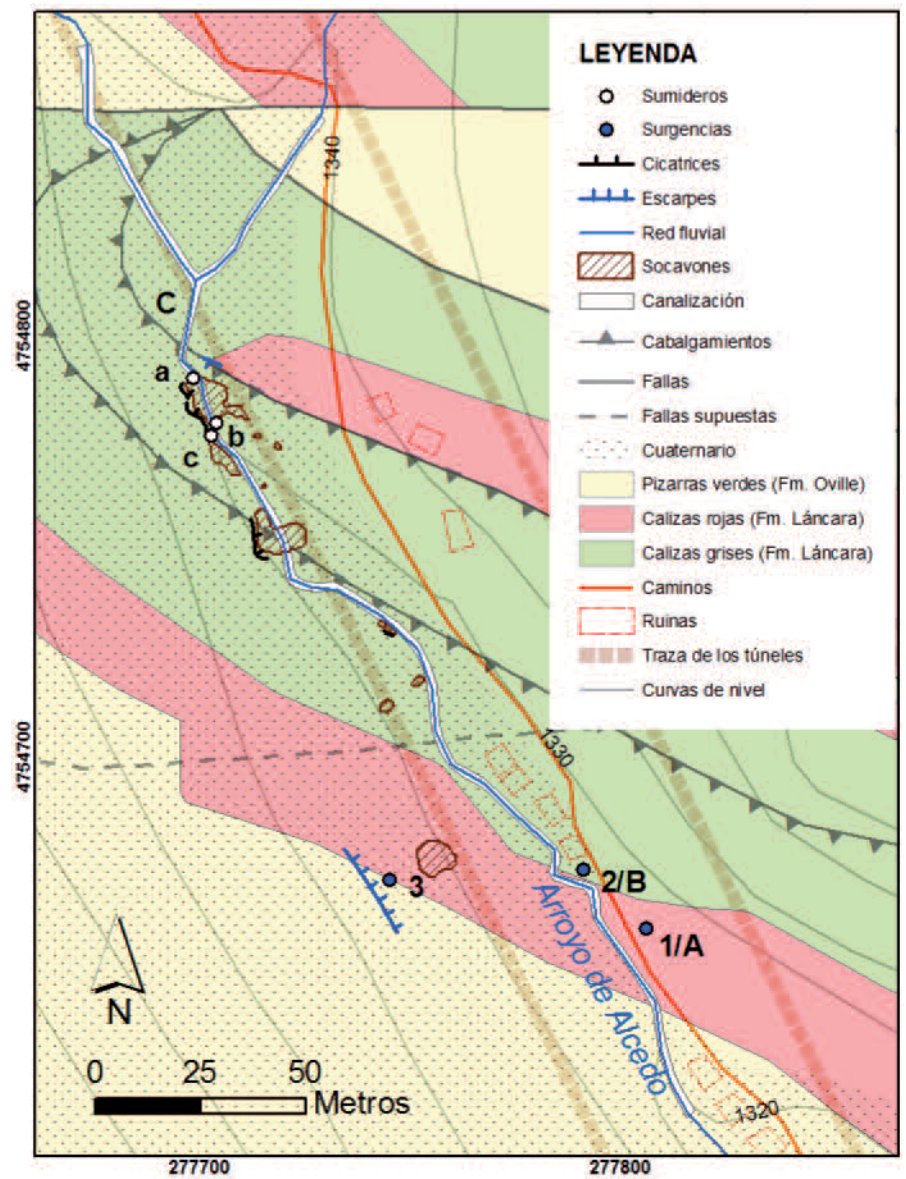 LEYENDA
Sumideros
Surgencias
Cicatrices
Escarpes
Red fluvial
Socavones
Canalización
Cabalgamientos
Fallas
Fallas supuestas
Cuaternario
Pizarras verdes (Fm. Oville)
Calizas rojas (Fm. Láncara)
Calizas grises (Fm. Láncara)
Caminos
Ruinas
Traza de los túneles
Curvas de nivel
1340
4754800
C
a
b
c
4754700
1330
2/B
3
1/A
Arroyo de Alcedo
N
0 25 50
Metros
1320
277700 277800